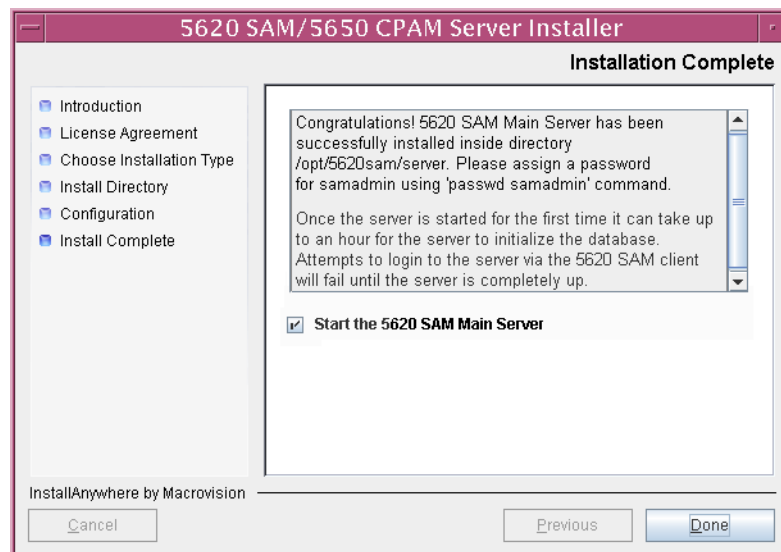 5620 SAM/5650 CPAM Server Installer
Installation Complete
Introduction
License Agreement
Choose Installation Type
Install Directory
Configuration
Install Complete
Congratulations! 5620 SAM Main Server has been
successfully installed inside directory
/opt/5620sam/server. Please assign a password
for samadmin using 'passwd samadmin' command.
Once the server is started for the first time it can take up
to an hour for the server to initialize the database.
Attempts to login to the server via the 5620 SAM client
will fail until the server is completely up.
Start the 5620 SAM Main Server
InstallAnywhere by Macrovision
Cancel
Previous
Done